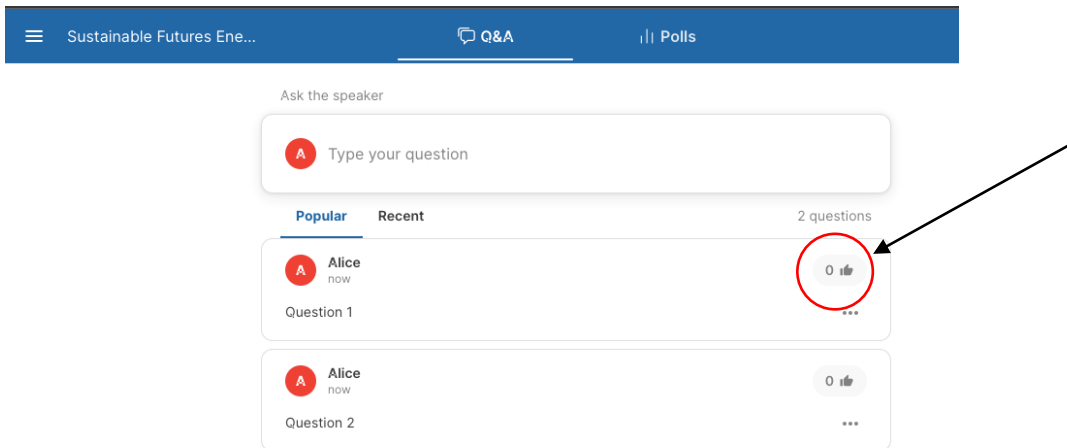 Sustainable Futures Ene... Q&A Polls
Ask the speaker
A Type your question
Popular Recent 2 questions
A Alice 0
now
Question 1
A Alice 0
now
Question 2